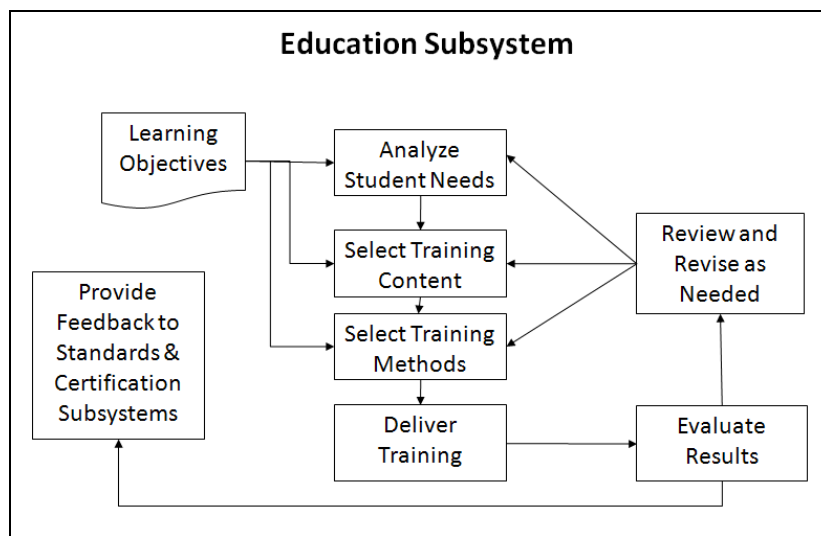 Education Subsystem
Learning
Objectives
Analyze
Student Needs
Select Training
Content
Review and
Revise as
Needed
Provide
Feedback to
Standards &
Certification
Subsystems
Select Training
Methods
Deliver
Training
Evaluate
Results